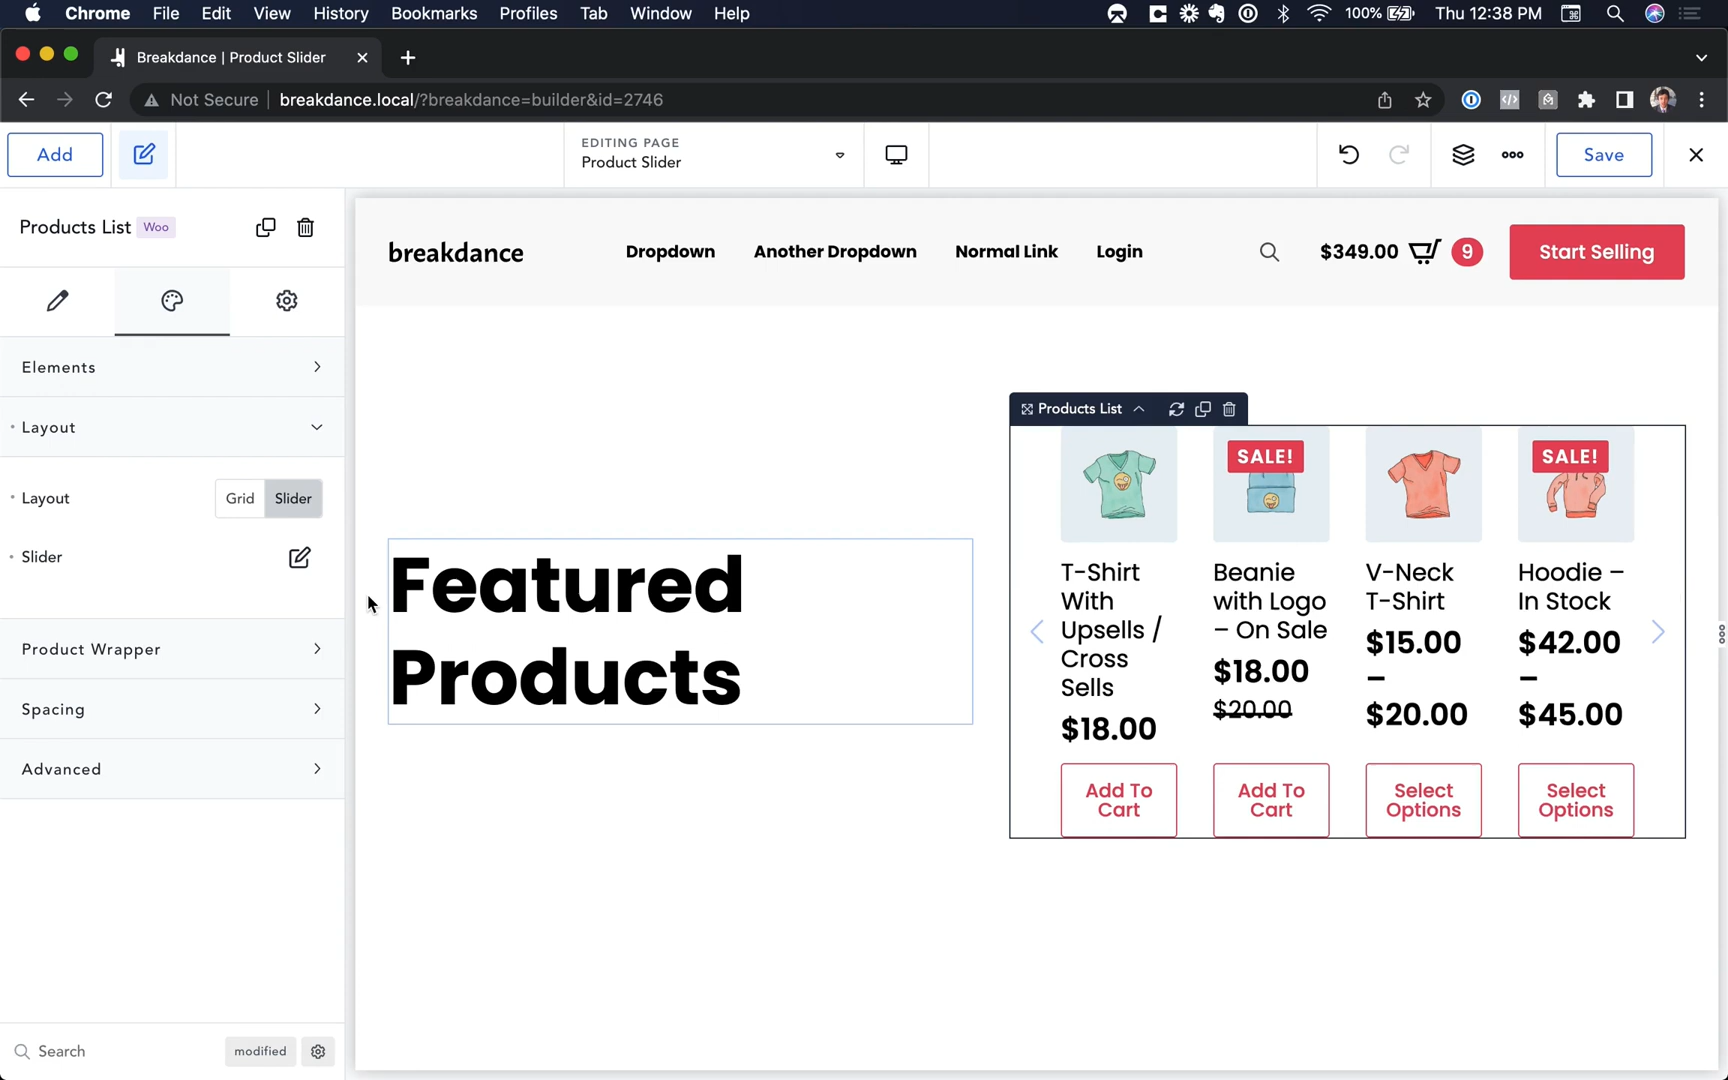 Chrome File Edit View History Bookmarks Profiles Tab Window Help 100% Thu 12:38 PM
Breakdance | Product Slider
Not Secure breakdance.local/?breakdance=builder&id=2746
Add
EDITING PAGE
Product Slider
Save
Products List Woo
Elements
Layout
Layout Grid Slider
Slider
Product Wrapper
Spacing
Advanced
Search modified
breakdance Dropdown Another Dropdown Normal Link Login $349.00 9 Start Selling
Featured
Products
Products List
SALE!
SALE!
T-Shirt
With
Upsells /
Cross
Sells
$18.00
Add To
Cart
Beanie
with Logo
– On Sale
$18.00
$20.00
Add To
Cart
V-Neck
T-Shirt
$15.00
–
$20.00
Select
Options
Hoodie –
In Stock
$42.00
–
$45.00
Select
Options